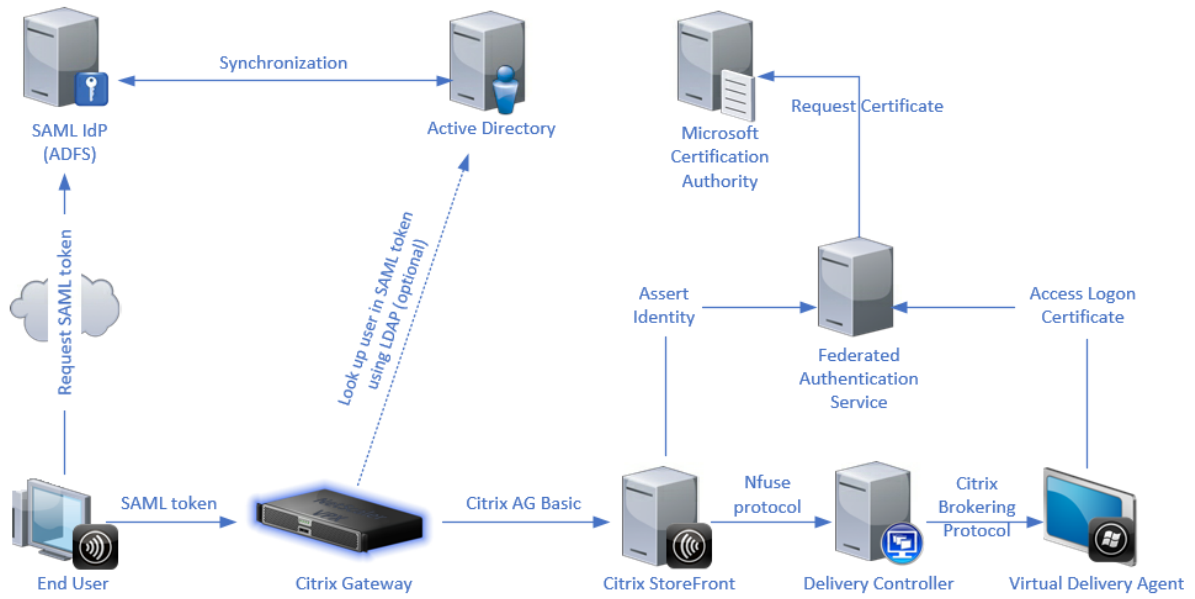 Synchronization
SAML IdP
(ADFS)
Active Directory
Microsoft
Certification
Authority
Request Certificate
Request SAML token
Look up user in SAML token
using LDAP (optional)
Assert
Identity
Access Logon
Certificate
Federated
Authentication
Service
SAML token
Citrix AG Basic
Nfuse
protocol
Citrix
Brokering
Protocol
VPX
End User
Citrix Gateway
Citrix StoreFront
Delivery Controller
Virtual Delivery Agent